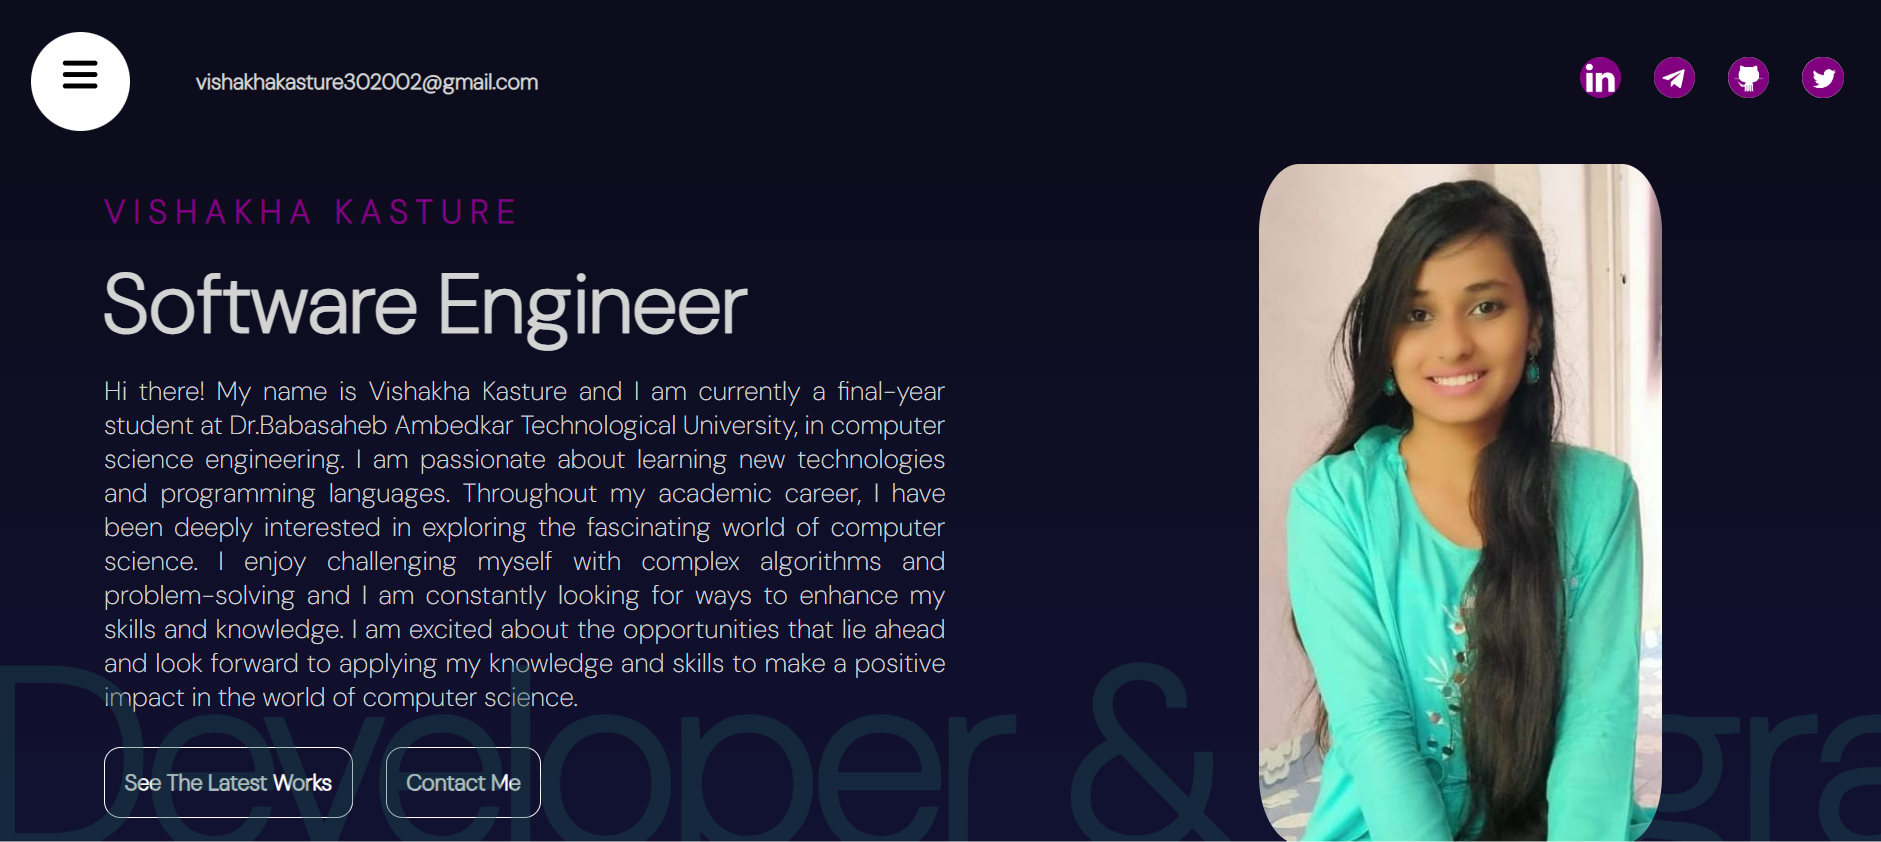 vishakhakasture302002@gmail.com
in
VISHAKHA KASTURE
Software Engineer
Hi there! My name is Vishakha Kasture and I am currently a final-year
student at Dr.Babasaheb Ambedkar Technological University, in computer
science engineering. I am passionate about learning new technologies
and programming languages. Throughout my academic career, I have
been deeply interested in exploring the fascinating world of computer
science. I enjoy challenging myself with complex algorithms and
problem-solving and I am constantly looking for ways to enhance my
skills and knowledge. I am excited about the opportunities that lie ahead
and look forward to applying my knowledge and skills to make a positive
impact in the world of computer science.
Developer &
See The Latest Works
Contact Me